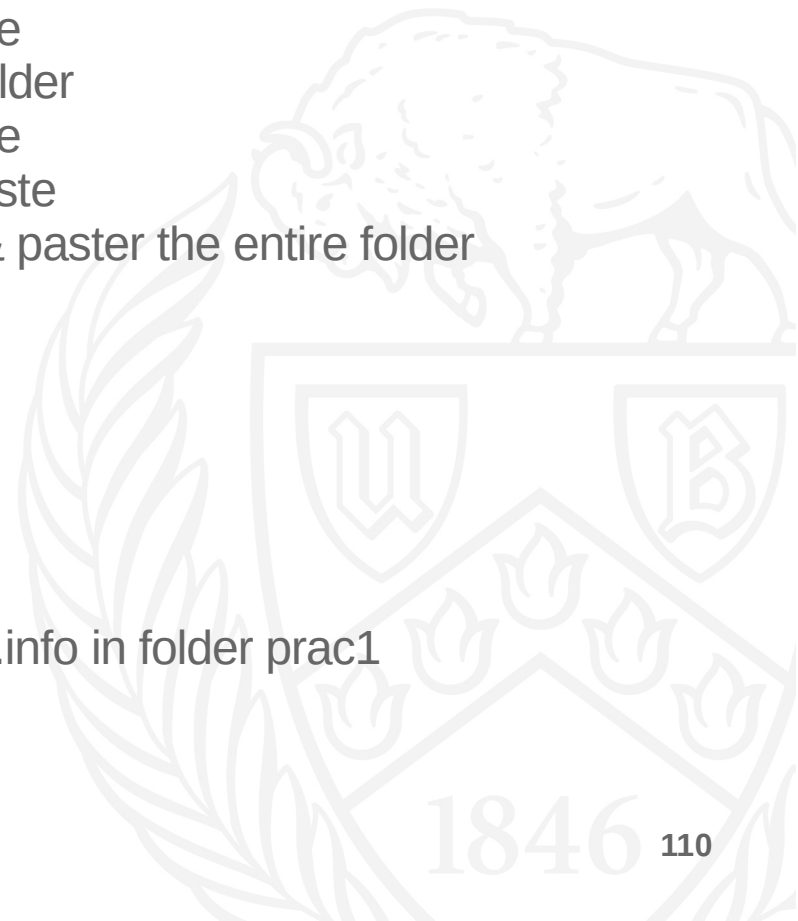 e
lder
e
ste
& paster the entire folder
.info in folder prac1
U B
1846
110